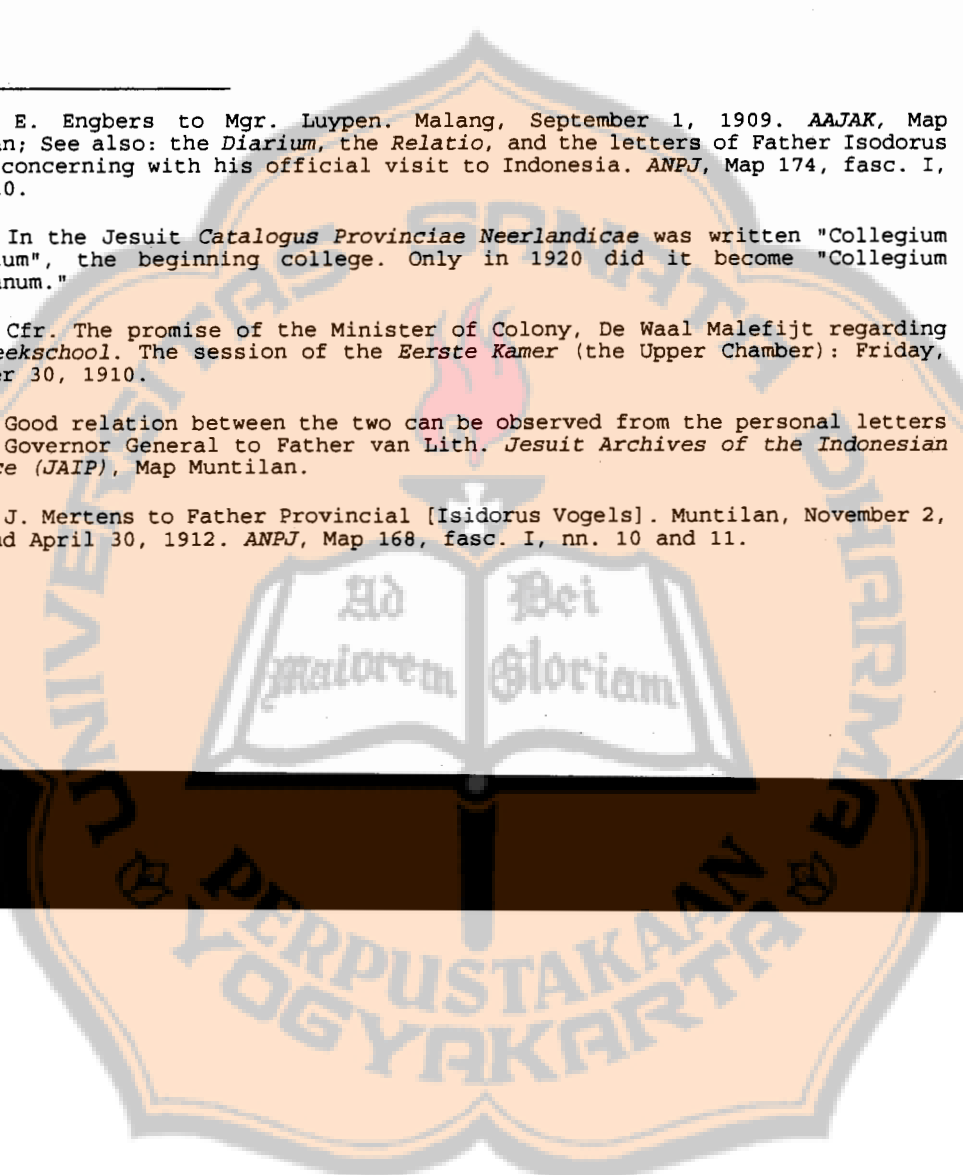 E. Engbers to Mgr. Luypen. Malang, September 1, 1909. AAJAK, Map
n; See also: the Diarium, the Relatio, and the letters of Father Isodorus
concerning with his official visit to Indonesia. ANPJ, Map 174, fasc. I,
0.
In the Jesuit Catalogus Provinciae Neerlandicae was written "Collegium
um", the beginning college. Only in 1920 did it become "Collegium
num."
Cfr. The promise of the Minister of Colony, De Waal Malefijt regarding
eekschool. The session of the Eerste Kamer (the Upper Chamber): Friday,
r 30, 1910.
Good relation between the two can be observed from the personal letters
Governor General to Father van Lith. Jesuit Archives of the Indonesian
e (JAIP), Map Muntilan.
J. Mertens to Father Provincial [Isidorus Vogels]. Muntilan, November 2,
d April 30, 1912. ANPJ, Map 168, fasc. I, nn. 10 and 11.
UNIVERSITAS SANATA DHARMA
Ad Dei
maiorem Gloriam
PERPUSTAKAAN
YOGYAKARTA